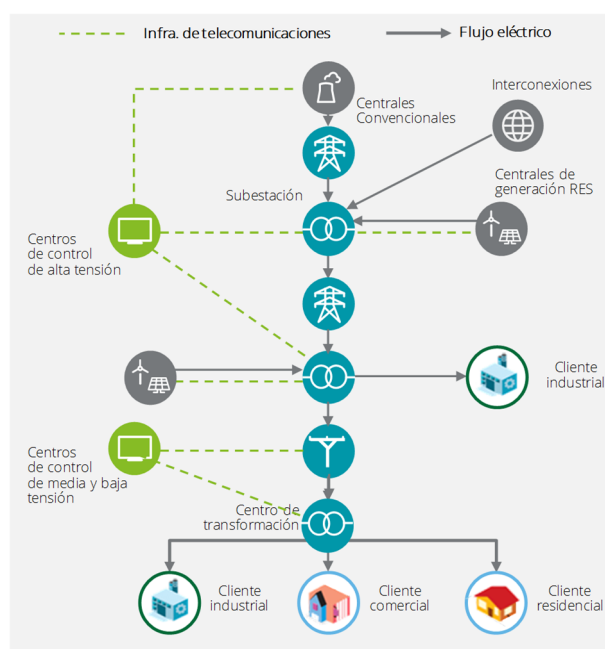 Infra. de telecomunicaciones
Flujo eléctrico
Centrales
Convencionales
Interconexiones
Subestación
Centrales de
generación RES
Centros
de control
de alta tensión
Cliente
industrial
Centros
de control
de media y baja
tensión
Centro de
transformación
Cliente
industrial
Cliente
comercial
Cliente
residencial